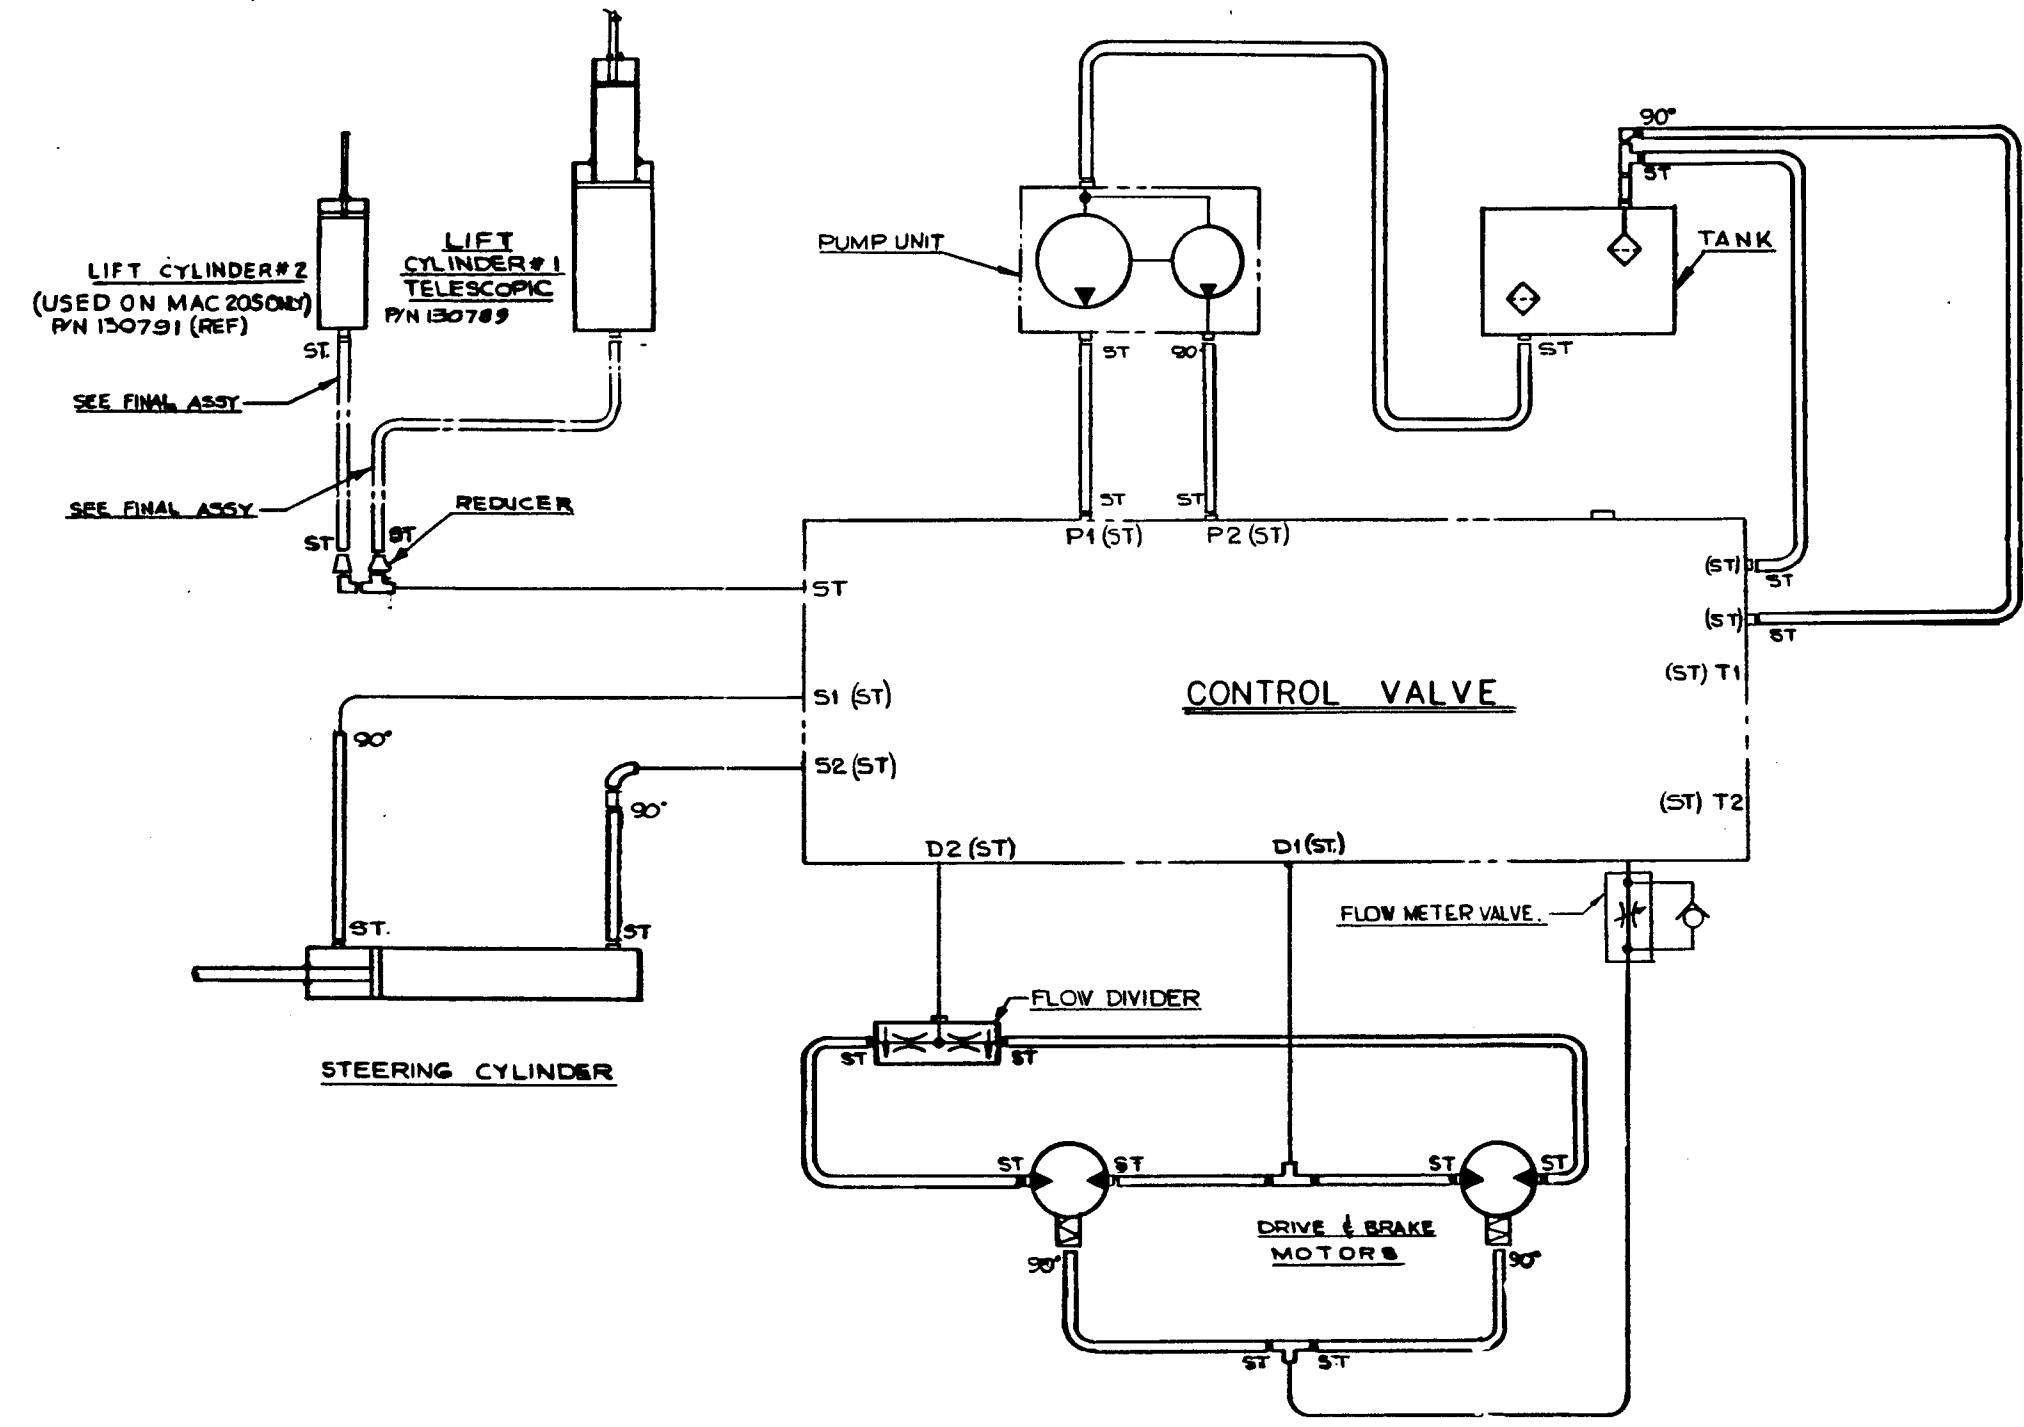 LIFT CYLINDER #2
(USED ON MAC 20S ONLY)
P/N 130791 (REF)
LIFT
CYLINDER #1
TELESCOPIC
P/N 130789
ST.
SEE FINAL ASSY
SEE FINAL ASSY
ST
ST
REDUCER
PUMP UNIT
ST
90°
ST
ST
90°
ST
TANK
ST
P1 (ST)
P2 (ST)
ST
(ST)
ST
(ST)
ST
(ST) T1
S1 (ST)
CONTROL VALVE
S2 (ST)
90°
90°
(ST) T2
D2 (ST)
D1 (ST.)
ST.
ST
FLOW METER VALVE.
STEERING CYLINDER
FLOW DIVIDER
ST
ST
ST
ST
ST
ST
DRIVE & BRAKE
MOTORS
90°
90°
ST
ST